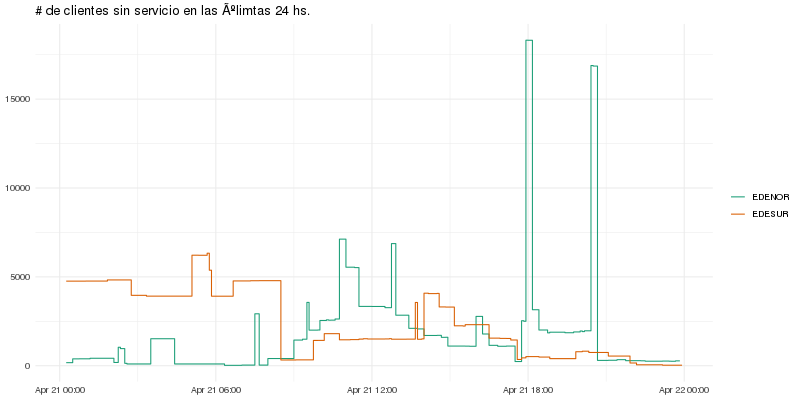 # de clientes sin servicio en las Ãºlimtas 24 hs.
15000
10000
5000
0
Apr 21 00:00
Apr 21 06:00
Apr 21 12:00
Apr 21 18:00
Apr 22 00:00
EDENOR
EDESUR